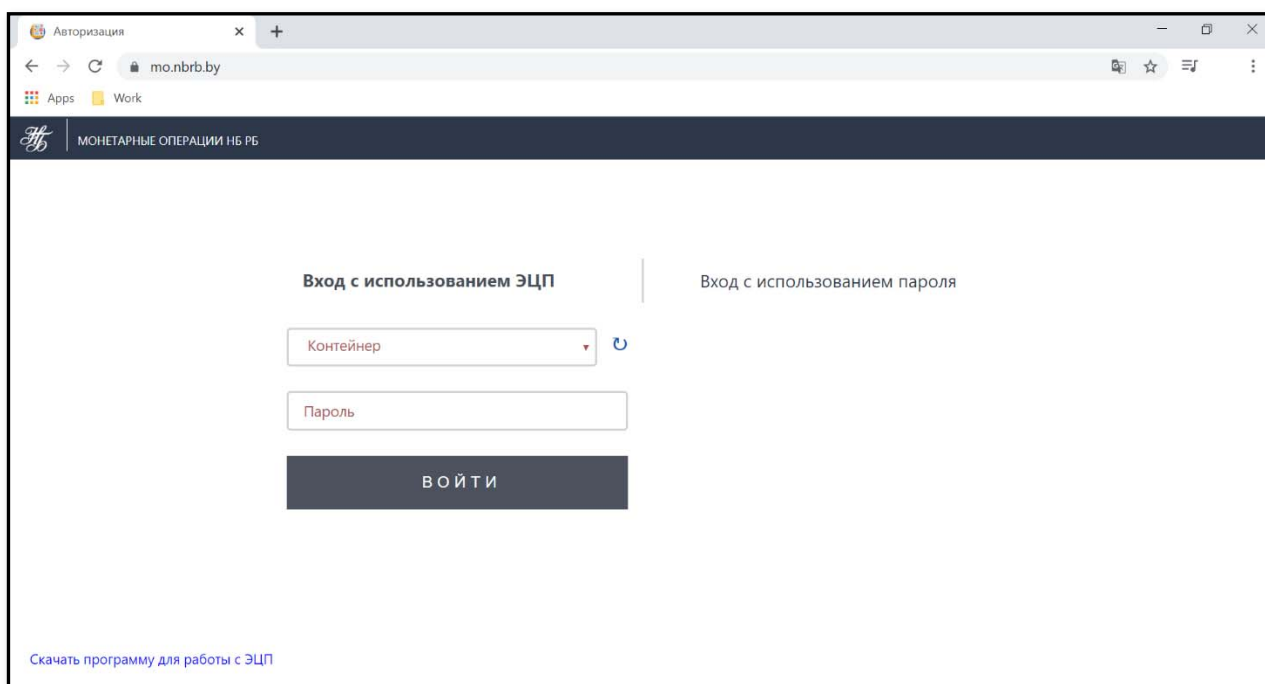 Авторизация
mo.nbrb.by
Apps Work
МОНЕТАРНЫЕ ОПЕРАЦИИ НБ РБ
Вход с использованием ЭЦП
Вход с использованием пароля
Контейнер
Пароль
ВОЙТИ
Скачать программу для работы с ЭЦП